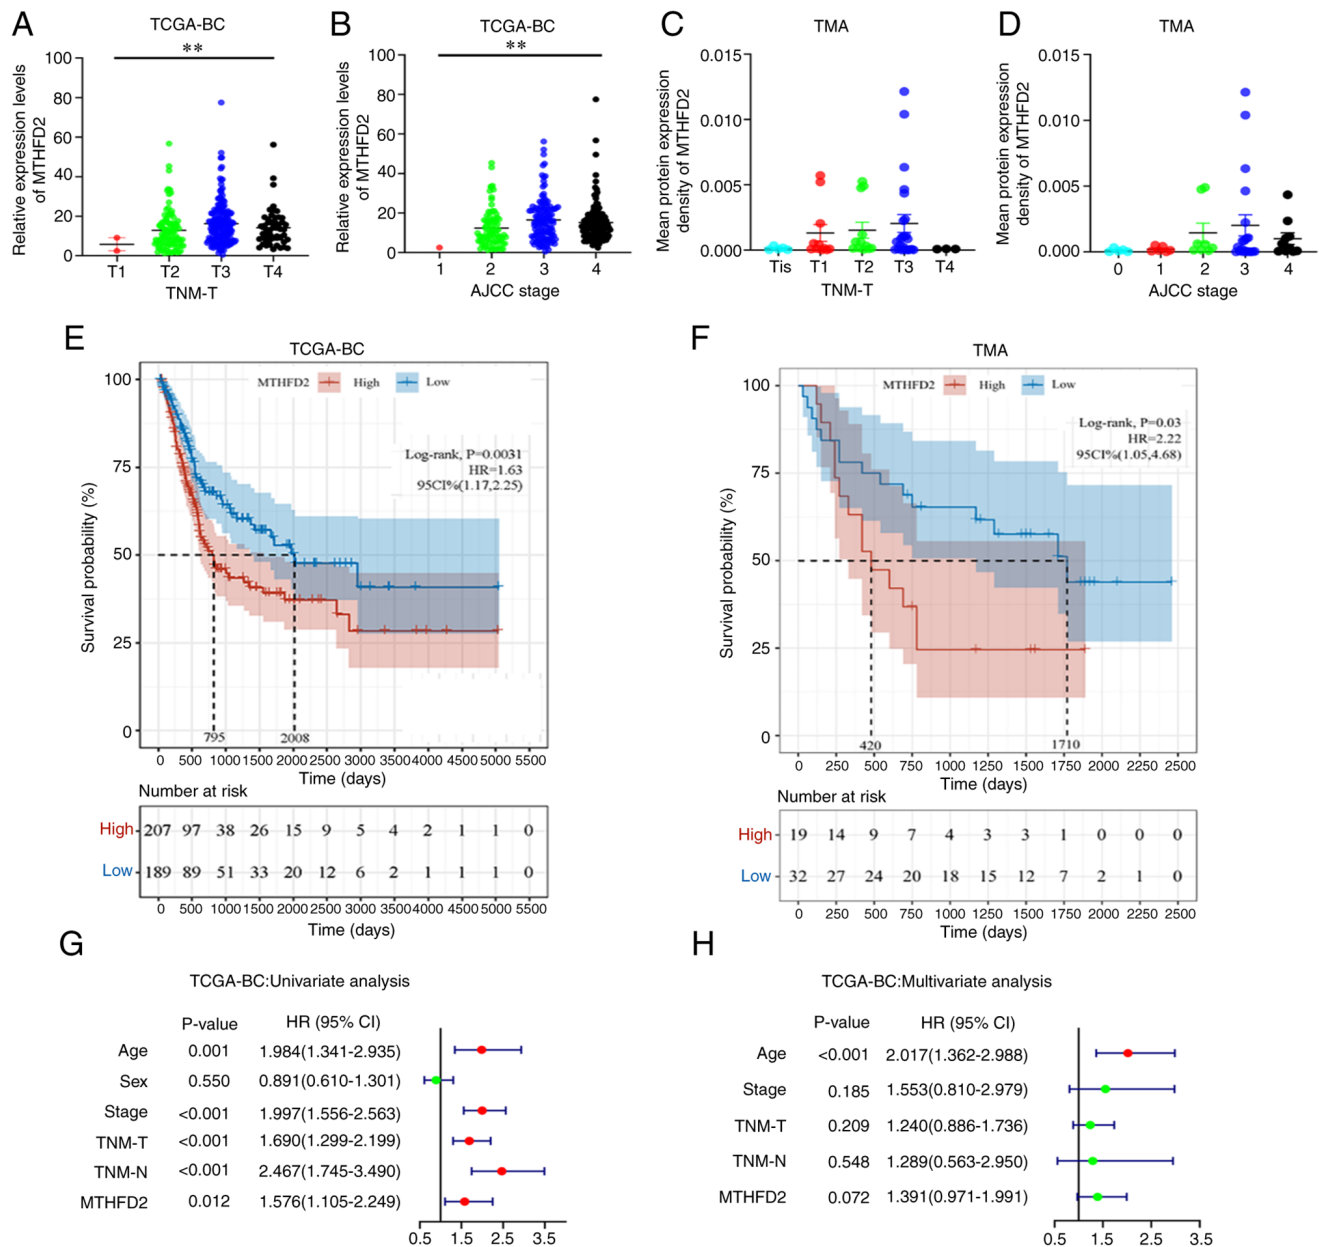 A
TCGA-BC
**
Relative expression levels
of MTHFD2
100
80
60
40
20
0
T1 T2 T3 T4
TNM-T
B
TCGA-BC
**
Relative expression levels
of MTHFD2
100
80
60
40
20
0
1 2 3 4
AJCC stage
C
TMA
Mean protein expression
density of MTHFD2
0.015
0.010
0.005
0.000
Tis T1 T2 T3 T4
TNM-T
D
TMA
Mean protein expression
density of MTHFD2
0.015
0.010
0.005
0.000
0 1 2 3 4
AJCC stage
E
TCGA-BC
MTHFD2 High Low
Log-rank, P=0.0031
HR=1.63
95CI%(1.17,2.25)
Survival probability (%)
100
75
50
25
0
795 2008
0 500 1000 1500 2000 2500 3000 3500 4000 4500 5000 5500
Time (days)
Number at risk
High 207 97 38 26 15 9 5 4 2 1 1 0
Low 189 89 51 33 20 12 6 2 1 1 1 0
0 500 1000 1500 2000 2500 3000 3500 4000 4500 5000 5500
Time (days)
F
TMA
MTHFD2 High Low
Log-rank, P=0.03
HR=2.22
95CI%(1.05,4.68)
Survival probability (%)
100
75
50
25
0
420 1710
0 250 500 750 1000 1250 1500 1750 2000 2250 2500
Time (days)
Number at risk
High 19 14 9 7 4 3 3 1 0 0 0
Low 32 27 24 20 18 15 12 7 2 1 0
0 250 500 750 1000 1250 1500 1750 2000 2250 2500
Time (days)
G
TCGA-BC:Univariate analysis
P-value HR (95% CI)
Age 0.001 1.984(1.341-2.935)
Sex 0.550 0.891(0.610-1.301)
Stage <0.001 1.997(1.556-2.563)
TNM-T <0.001 1.690(1.299-2.199)
TNM-N <0.001 2.467(1.745-3.490)
MTHFD2 0.012 1.576(1.105-2.249)
0.5 1.5 2.5 3.5
H
TCGA-BC:Multivariate analysis
P-value HR (95% CI)
Age <0.001 2.017(1.362-2.988)
Stage 0.185 1.553(0.810-2.979)
TNM-T 0.209 1.240(0.886-1.736)
TNM-N 0.548 1.289(0.563-2.950)
MTHFD2 0.072 1.391(0.971-1.991)
0.5 1.5 2.5 3.5